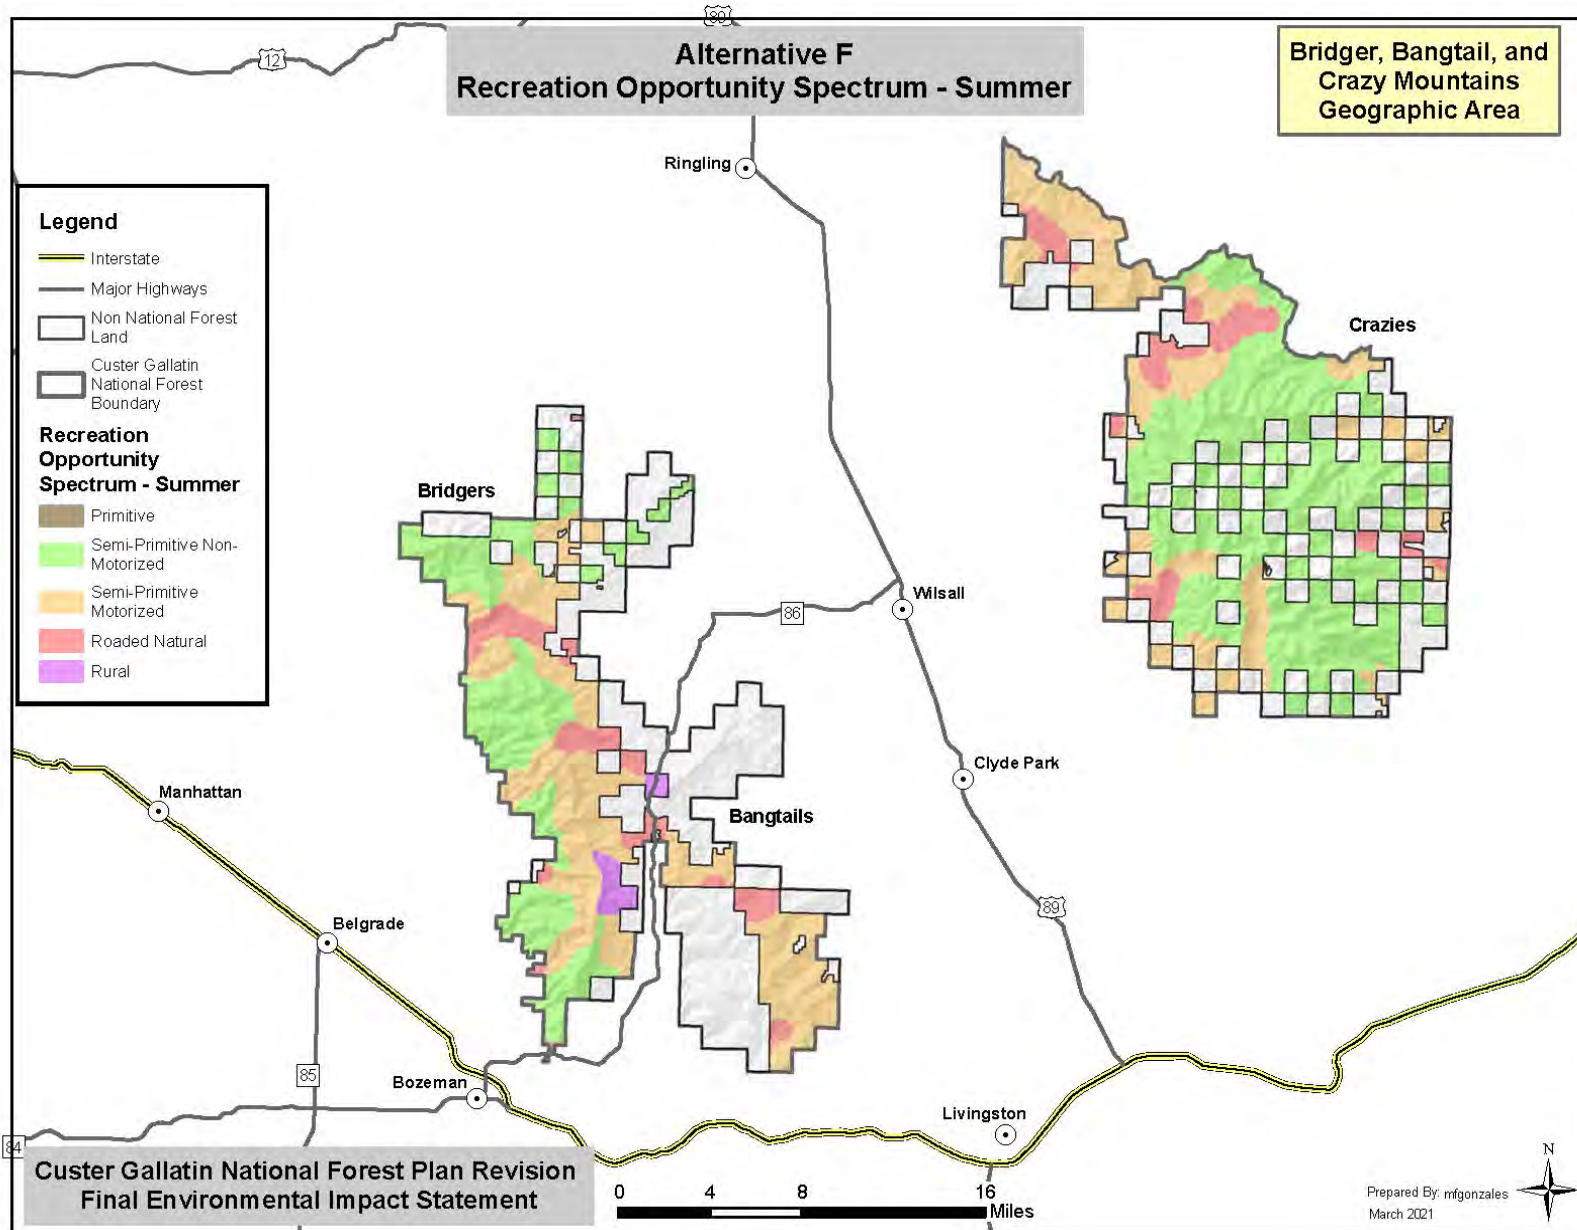 80
12
Alternative F
Recreation Opportunity Spectrum - Summer
Bridger, Bangtail, and
Crazy Mountains
Geographic Area
Ringling
Legend
Interstate
Major Highways
Non National Forest
Land
Custer Gallatin
National Forest
Boundary
Recreation
Opportunity
Spectrum - Summer
Primitive
Semi-Primitive Non-
Motorized
Semi-Primitive
Motorized
Roaded Natural
Rural
Crazies
Bridgers
86
Wilsall
Clyde Park
Manhattan
Bangtails
Belgrade
89
85
Bozeman
Livingston
84
Custer Gallatin National Forest Plan Revision
Final Environmental Impact Statement
0 4 8 16
Miles
N
Prepared By: mfgonzales
March 2021